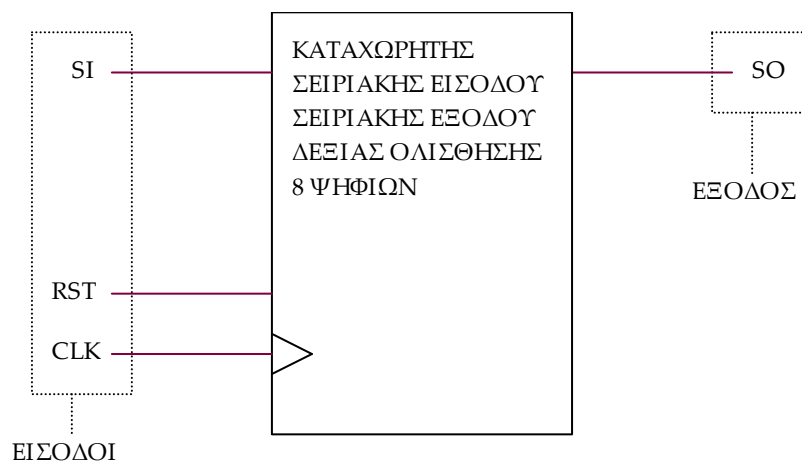 ΚΑΤΑΧΩΡΗΤΗΣ
ΣΕΙΡΙΑΚΗΣ ΕΙΣΟΔΟΥ
ΣΕΙΡΙΑΚΗΣ ΕΞΟΔΟΥ
ΔΕΞΙΑΣ ΟΛΙΣΘΗΣΗΣ
8 ΨΗΦΙΩΝ
SI
SO
ΕΞΟΔΟΣ
RST
CLK
ΕΙΣΟΔΟΙ